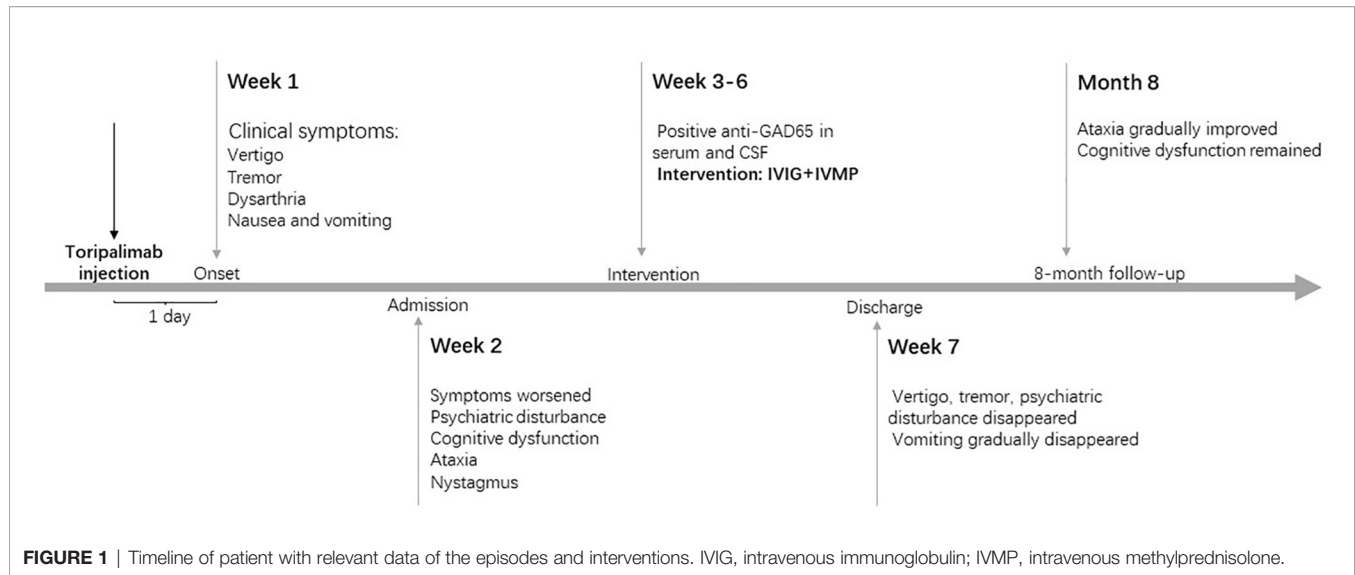 Week 1
Clinical symptoms:
Vertigo
Tremor
Dysarthria
Nausea and vomiting
Week 3-6
Positive anti-GAD65 in
serum and CSF
Intervention: IVIG+IVMP
Month 8
Ataxia gradually improved
Cognitive dysfunction remained
Toripalimab
injection
Onset
Intervention
8-month follow-up
1 day
Admission
Discharge
Week 2
Symptoms worsened
Psychiatric disturbance
Cognitive dysfunction
Ataxia
Nystagmus
Week 7
Vertigo, tremor, psychiatric
disturbance disappeared
Vomiting gradually disappeared
FIGURE 1 | Timeline of patient with relevant data of the episodes and interventions. IVIG, intravenous immunoglobulin; IVMP, intravenous methylprednisolone.